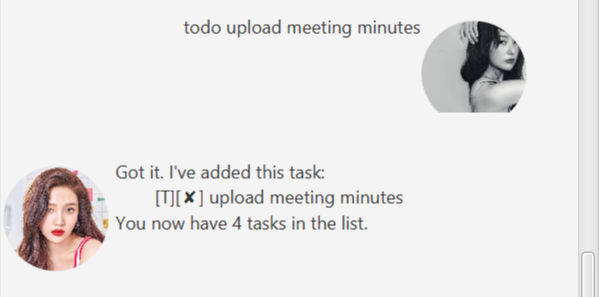 todo upload meeting minutes
Got it. I've added this task:
[T][✘] upload meeting minutes
You now have 4 tasks in the list.